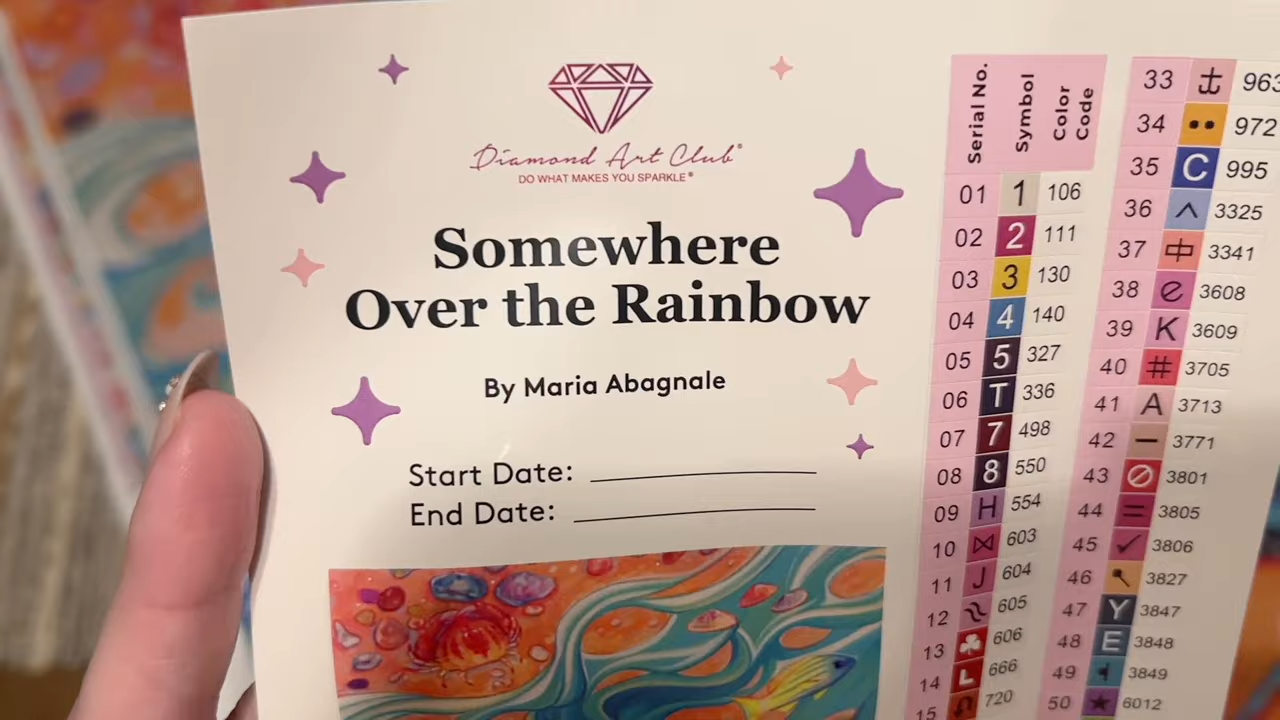 Diamond Art Club®
DO WHAT MAKES YOU SPARKLE®
Somewhere
Over the Rainbow
By Maria Abagnale
Start Date:
End Date:
Serial No. Symbol Color Code
01 1 106
02 2 111
03 3 130
04 4 140
05 5 327
06 T 336
07 7 498
08 8 550
09 H 554
10 ⋈ 603
11 J 604
12 605
13 ♣ 606
14 L 666
15 720
33 963
34 •• 972
35 C 995
36 ^ 3325
37 中 3341
38 e 3608
39 K 3609
40 # 3705
41 A 3713
42 — 3771
43 ⊘ 3801
44 = 3805
45 ✓ 3806
46 3827
47 Y 3847
48 E 3848
49 3849
50 ★ 6012